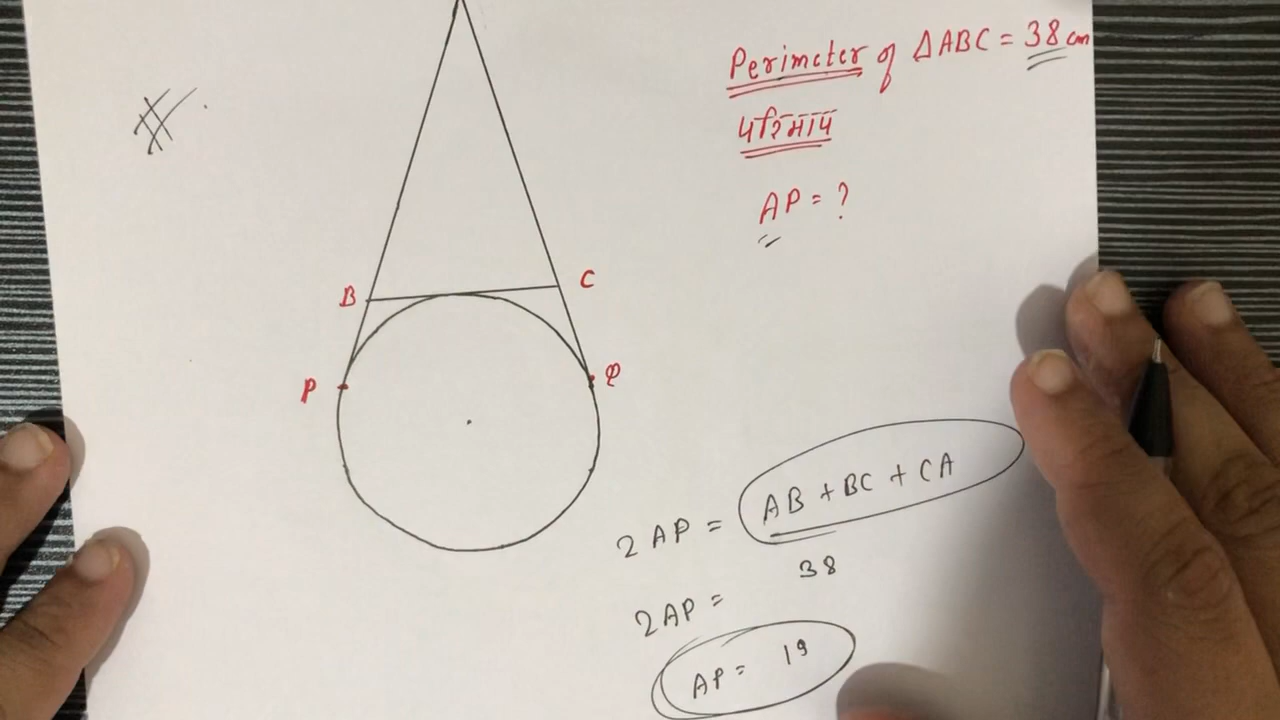 Perimeter of ΔABC = 38 cm
परिमाप
AP = ?
B
C
P
Q
2 AP = AB + BC + CA
38
2AP =
AP = 19